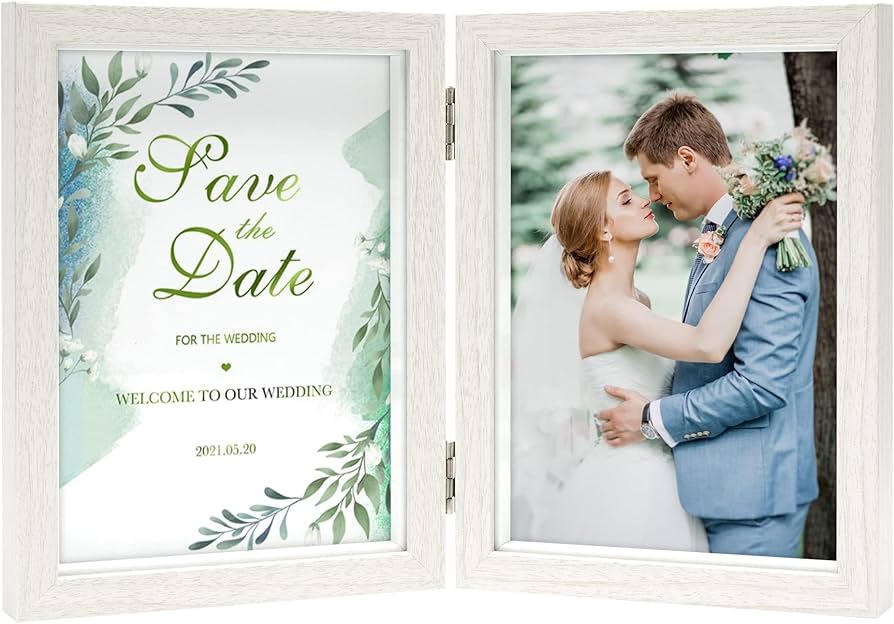 Save
the
Date
FOR THE WEDDING
WELCOME TO OUR WEDDING
2021.05.20